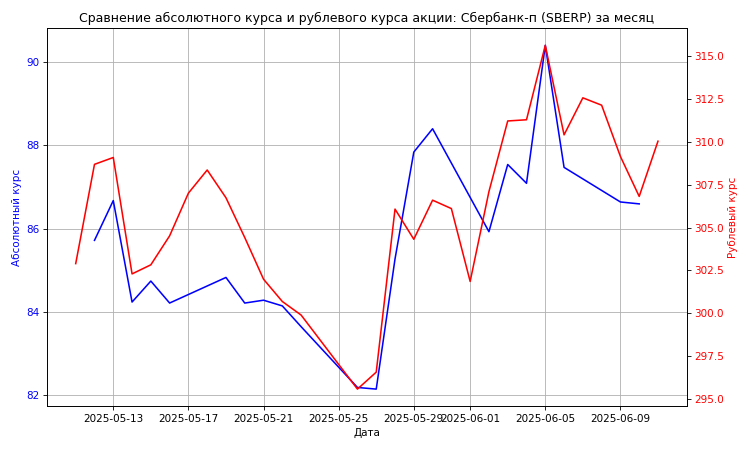 Сравнение абсолютного курса и рублевого курса акции: Сбербанк-п (SBERP) за месяц
Абсолютный курс
90
88
86
84
82
315.0
312.5
310.0
307.5
305.0
302.5
300.0
297.5
295.0
Рублевый курс
2025-05-13 2025-05-17 2025-05-21 2025-05-25 2025-05-29 2025-06-01 2025-06-05 2025-06-09
Дата